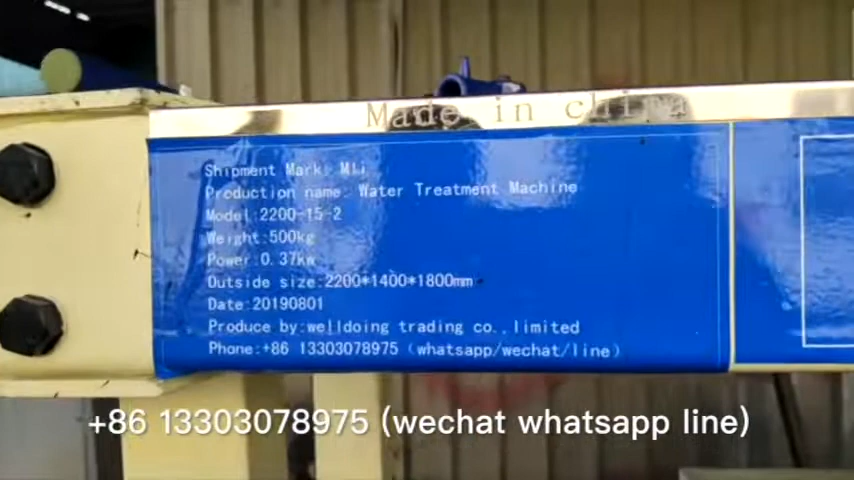 Made in china
Shipment Mark: Mli
Production name: Water Treatment Machine
Model:2200-15-2
Weight:500kg
Power:0.37kw
Outside size:2200*1400*1800mm
Date:20190801
Produce by:welldoing trading co.,limited
Phone:+86 13303078975 (whatsapp/wechat/line)
+86 13303078975 (wechat whatsapp line)